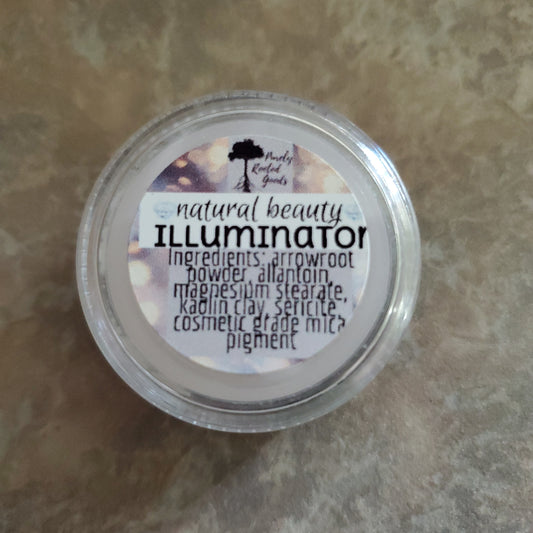 Purely
Rooted
Goods
natural beauty
ILLUMINATOR
Ingredients: arrowroot
powder, allantoin,
magnesium stearate,
kaolin clay, sericite,
cosmetic grade mica,
pigment